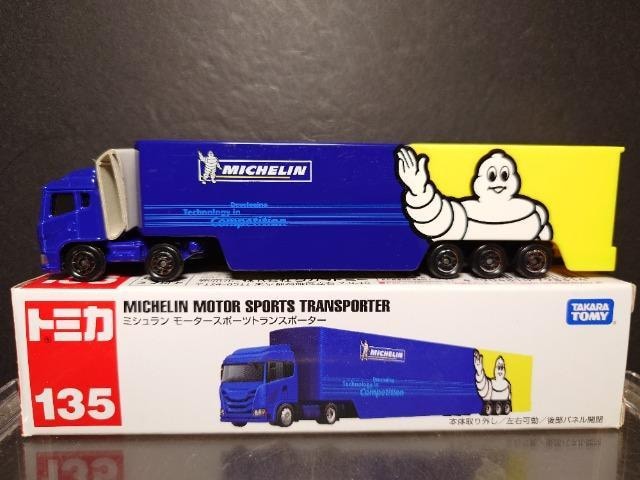 MICHELIN
Developing
Technology in
Competition
トミカ
135
MICHELIN MOTOR SPORTS TRANSPORTER
ミシュラン モータースポーツトランスポーター
TAKARA
TOMY
MICHELIN
Developing
Technology in
Competition
本体取り外し/左右可動/後部パネル開閉